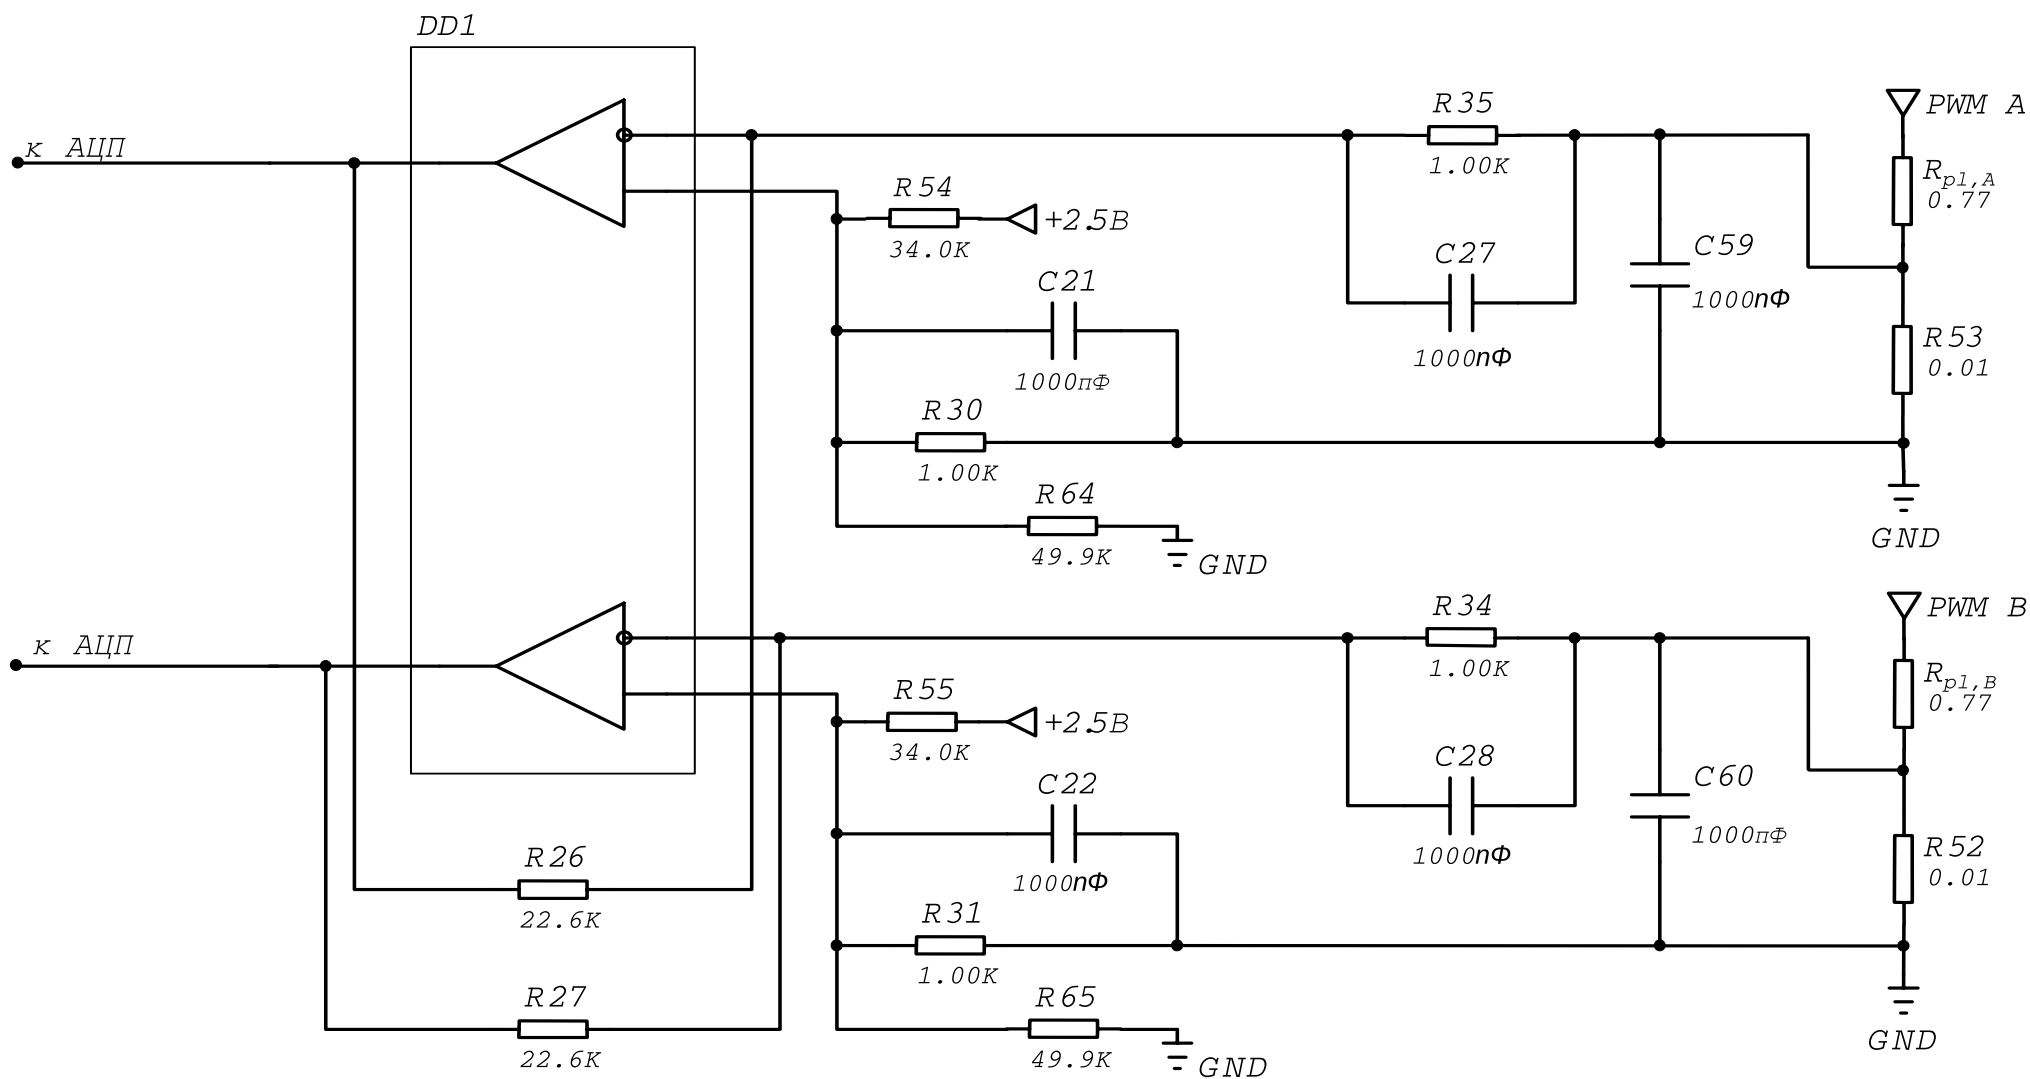 DD1
к АЦП
R35
1.00K
PWM A
Rpl,A
0.77
R54
34.0K
+2.5В
C27
1000пФ
C59
1000пФ
C21
1000пФ
R53
0.01
R30
1.00K
R64
49.9K
GND
GND
к АЦП
R34
1.00K
PWM B
Rpl,B
0.77
R55
34.0K
+2.5В
C28
1000пФ
C60
1000пФ
C22
1000пФ
R52
0.01
R26
22.6K
R31
1.00K
R27
22.6K
R65
49.9K
GND
GND